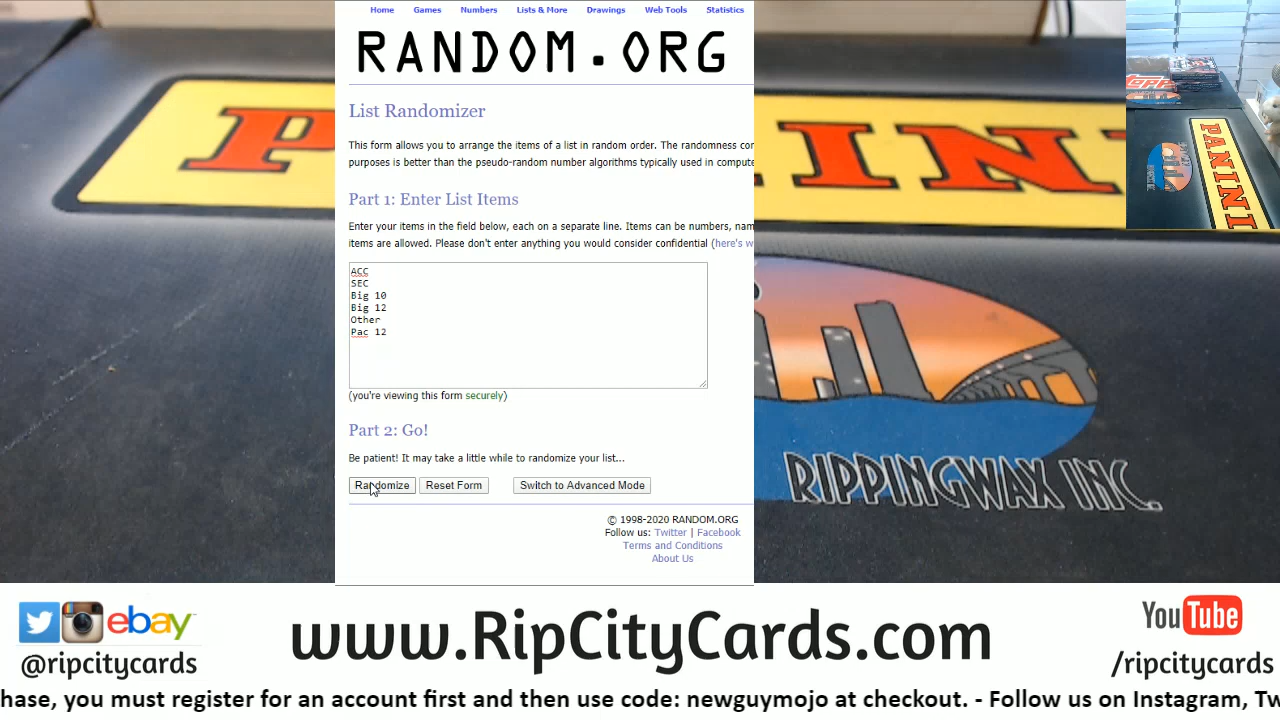 Home Games Numbers Lists & More Drawings Web Tools Statistics
RANDOM.ORG
List Randomizer
This form allows you to arrange the items of a list in random order. The randomness
purposes is better than the pseudo-random number algorithms typically used in
Part 1: Enter List Items
Enter your items in the field below, each on a separate line. Items can be numbers,
items are allowed. Please don't enter anything you would consider confidential (here's
ACC
SEC
Big 10
Big 12
Other
Pac 12
(you're viewing this form securely)
Part 2: Go!
Be patient! It may take a little while to randomize your list...
Randomize Reset Form Switch to Advanced Mode
© 1998-2020 RANDOM.ORG
Follow us: Twitter | Facebook
Terms and Conditions
About Us
PANINI
RIPPINGWAX INC.
ebay
@ripcitycards
www.RipCityCards.com
YouTube
/ripcitycards
hase, you must register for an account first and then use code: newguymojo at checkout. - Follow us on Instagram, Tw